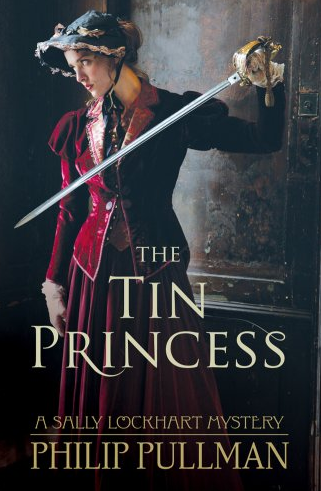 THE
TIN
PRINCESS
A SALLY LOCKHART MYSTERY
PHILIP PULLMAN